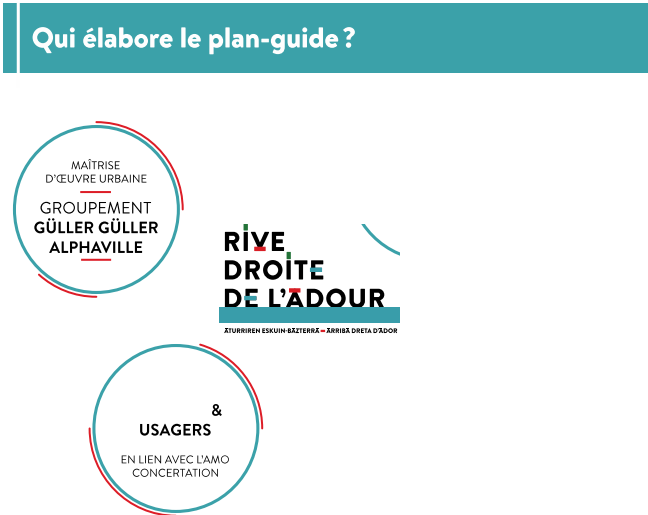 Qui élabore le plan-guide ?
MAÎTRISE
D'ŒUVRE URBAINE
GROUPEMENT
GÜLLER GÜLLER
ALPHAVILLE
RIVE
DROITE
DE L'ADOUR
ATURRIREN ESKUIN-BAZTERRA — ARRIBA DRETA D'ADOR
&
USAGERS
EN LIEN AVEC L'AMO
CONCERTATION